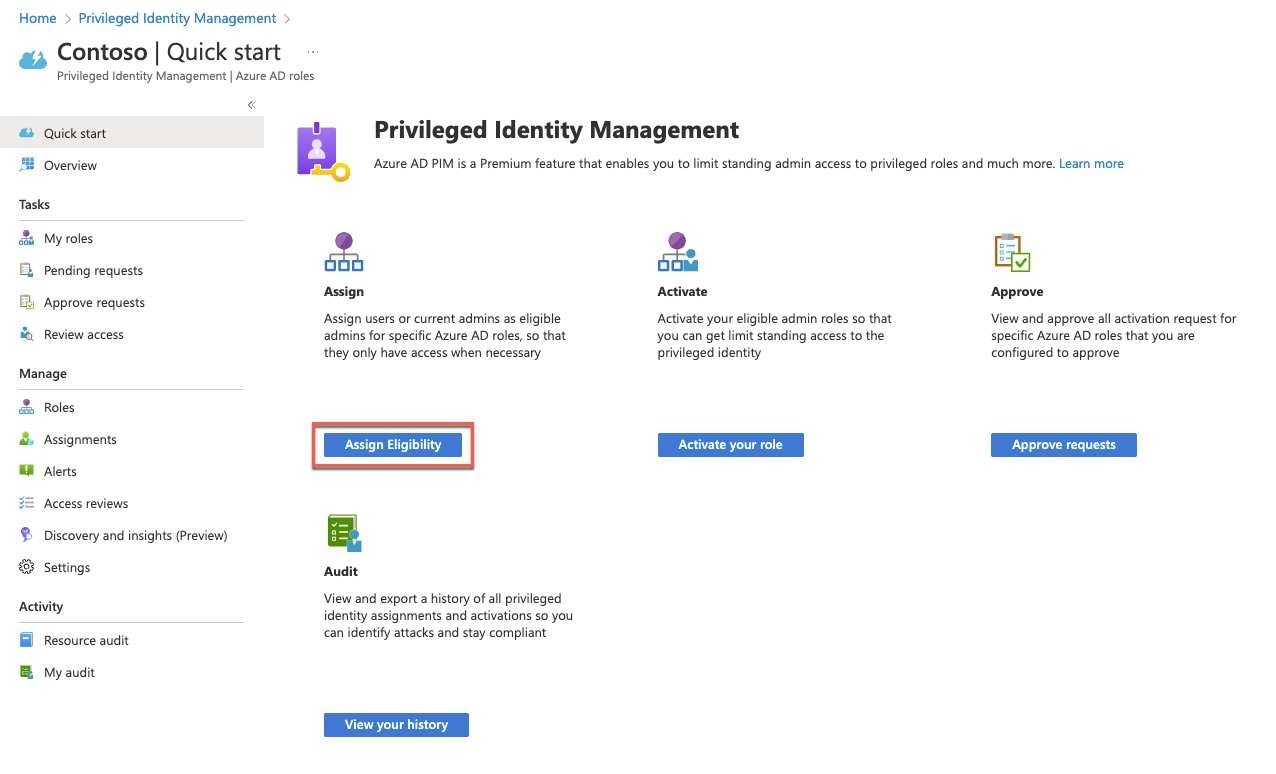 Home > Privileged Identity Management >
Contoso | Quick start ...
Privileged Identity Management | Azure AD roles
«
Quick start
Overview
Tasks
My roles
Pending requests
Approve requests
Review access
Manage
Roles
Assignments
Alerts
Access reviews
Discovery and insights (Preview)
Settings
Activity
Resource audit
My audit
Privileged Identity Management
Azure AD PIM is a Premium feature that enables you to limit standing admin access to privileged roles and much more. Learn more
Assign
Assign users or current admins as eligible
admins for specific Azure AD roles, so that
they only have access when necessary
Assign Eligibility
Activate
Activate your eligible admin roles so that
you can get limit standing access to the
privileged identity
Activate your role
Approve
View and approve all activation request for
specific Azure AD roles that you are
configured to approve
Approve requests
Audit
View and export a history of all privileged
identity assignments and activations so you
can identify attacks and stay compliant
View your history